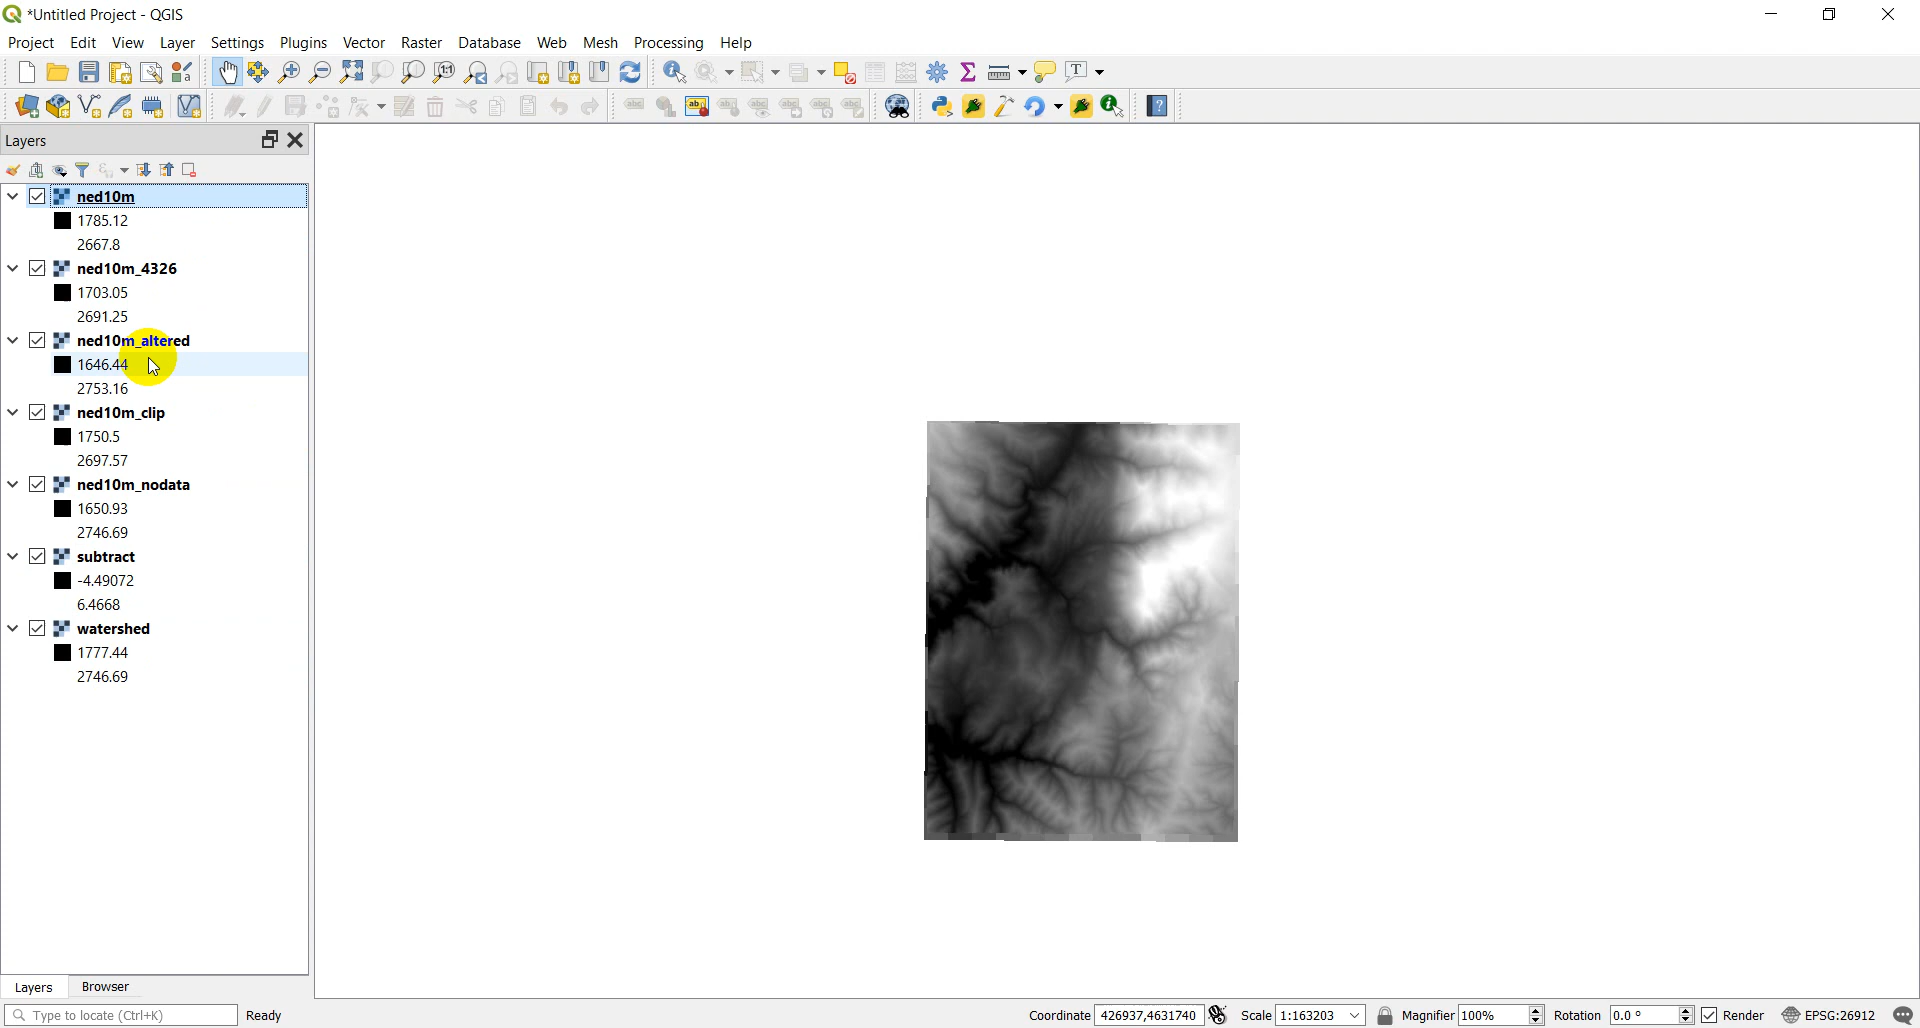 *Untitled Project - QGIS
Project Edit View Layer Settings Plugins Vector Raster Database Web Mesh Processing Help
Layers
ned10m
1785.12
2667.8
ned10m_4326
1703.05
2691.25
ned10m_altered
1646.44
2753.16
ned10m_clip
1750.5
2697.57
ned10m_nodata
1650.93
2746.69
subtract
-4.49072
6.4668
watershed
1777.44
2746.69
Layers Browser
Type to locate (Ctrl+K) Ready Coordinate 426937,4631740 Scale 1:163203 Magnifier 100% Rotation 0.0 ° Render EPSG:26912